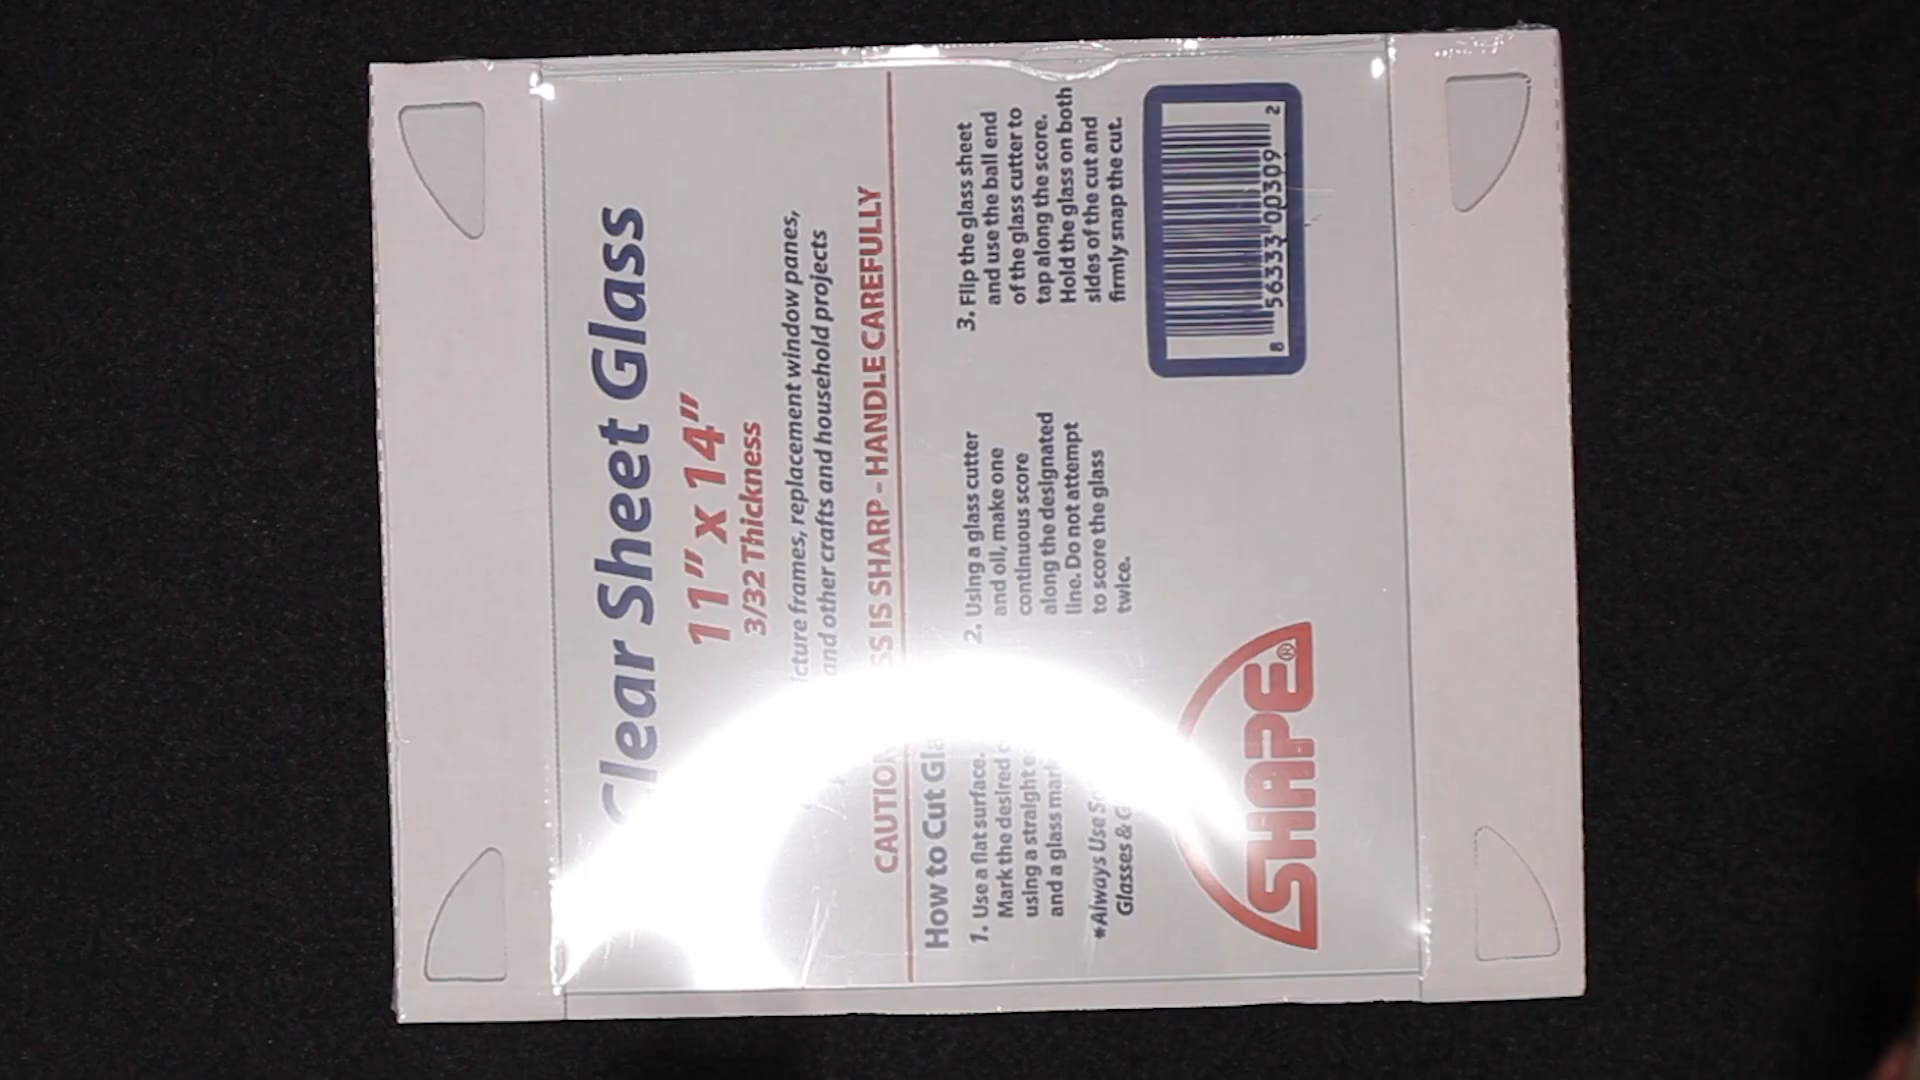 Clear Sheet Glass
11" x 14"
3/32 Thickness
icture frames, replacement window panes,
and other crafts and household projects
CAUTION SS IS SHARP - HANDLE CAREFULLY
How to Cut Gla
1. Use a flat surface.
Mark the desired c
using a straight e
and a glass mark
*Always Use
Glasses & G
2. Using a glass cutter
and oil, make one
continuous score
along the designated
line. Do not attempt
to score the glass
twice.
3. Flip the glass sheet
and use the ball end
of the glass cutter to
tap along the score.
Hold the glass on both
sides of the cut and
firmly snap the cut.
SHAPE®
8 56333 00309 2